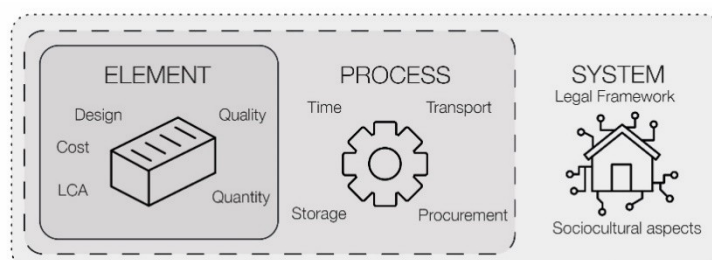 ELEMENT
Design
Quality
Cost
LCA
Quantity
PROCESS
Time
Transport
Storage
Procurement
SYSTEM
Legal Framework
Sociocultural aspects